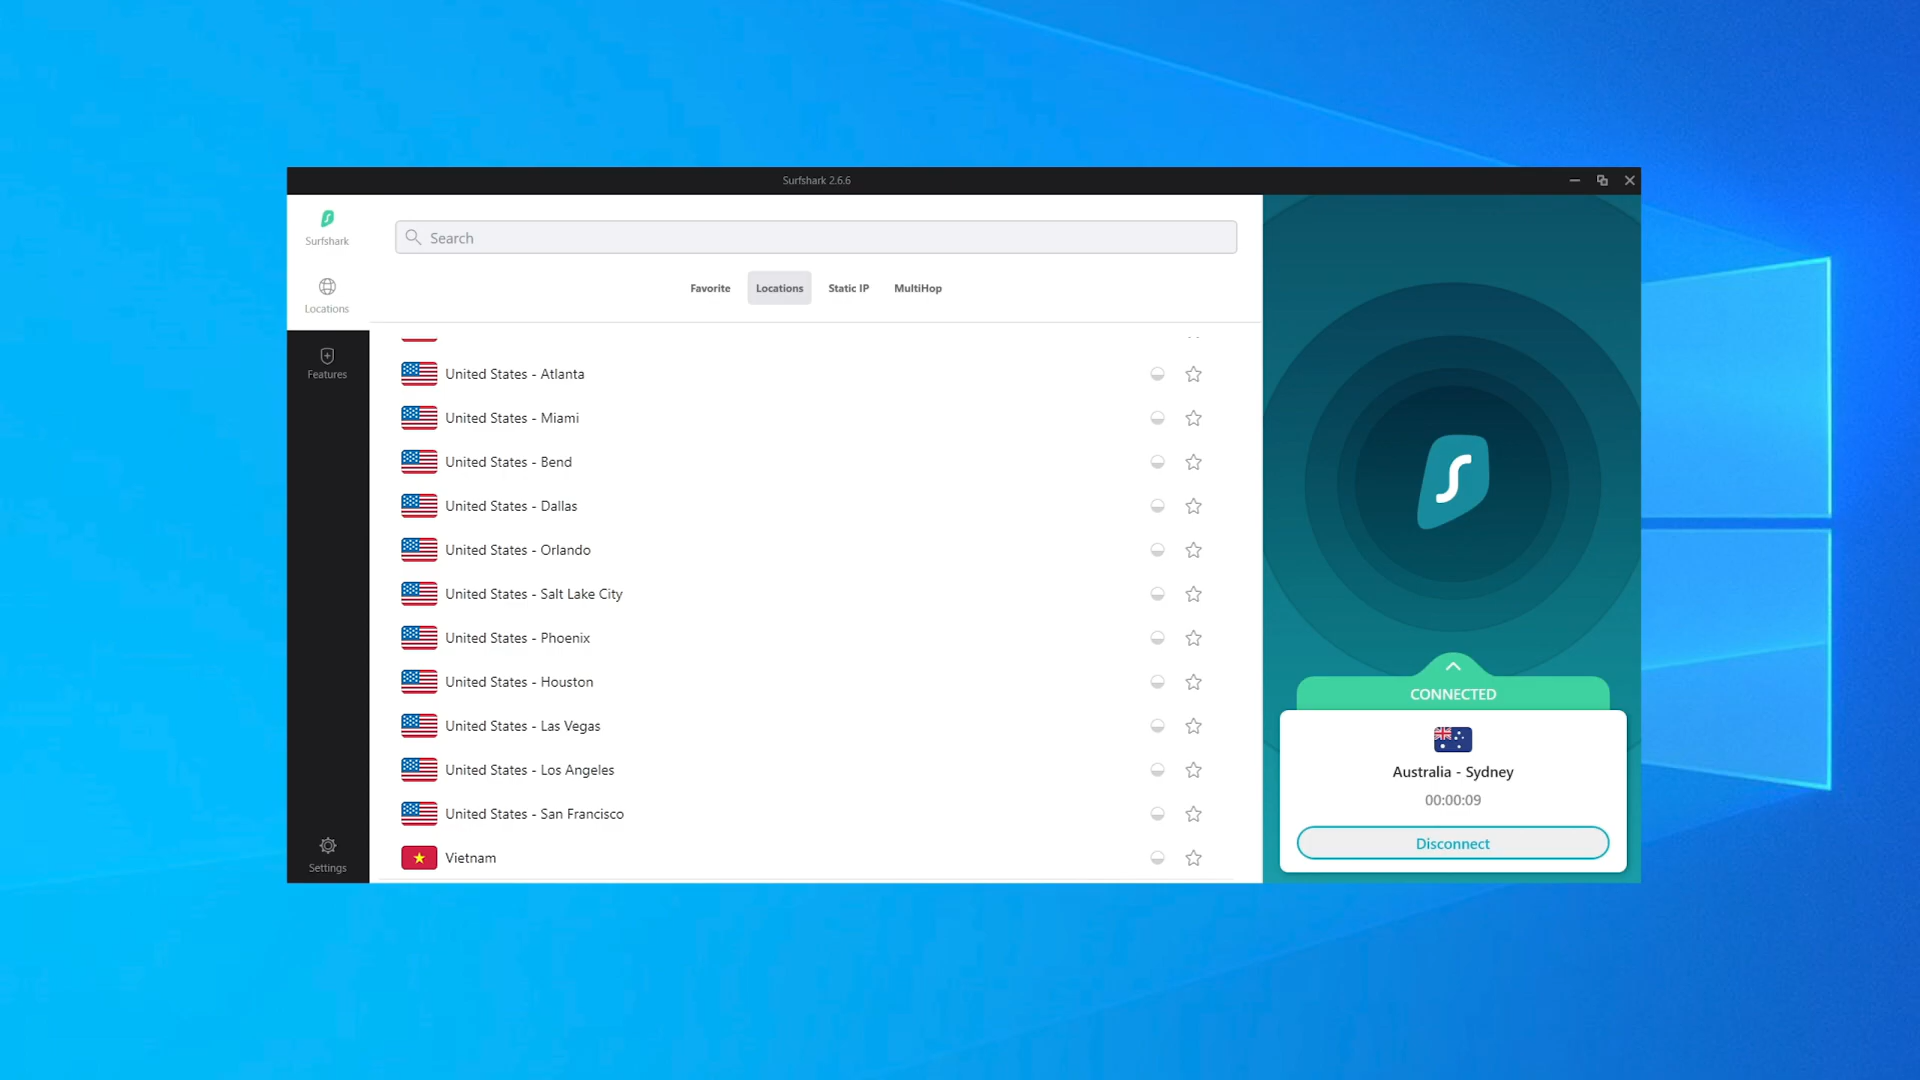 Surfshark 2.6.6
Surfshark
Search
Locations
Favorite Locations Static IP MultiHop
Features
United States - Atlanta
United States - Miami
United States - Bend
United States - Dallas
United States - Orlando
United States - Salt Lake City
United States - Phoenix
United States - Houston
United States - Las Vegas
United States - Los Angeles
United States - San Francisco
Vietnam
Settings
CONNECTED
Australia - Sydney
00:00:09
Disconnect